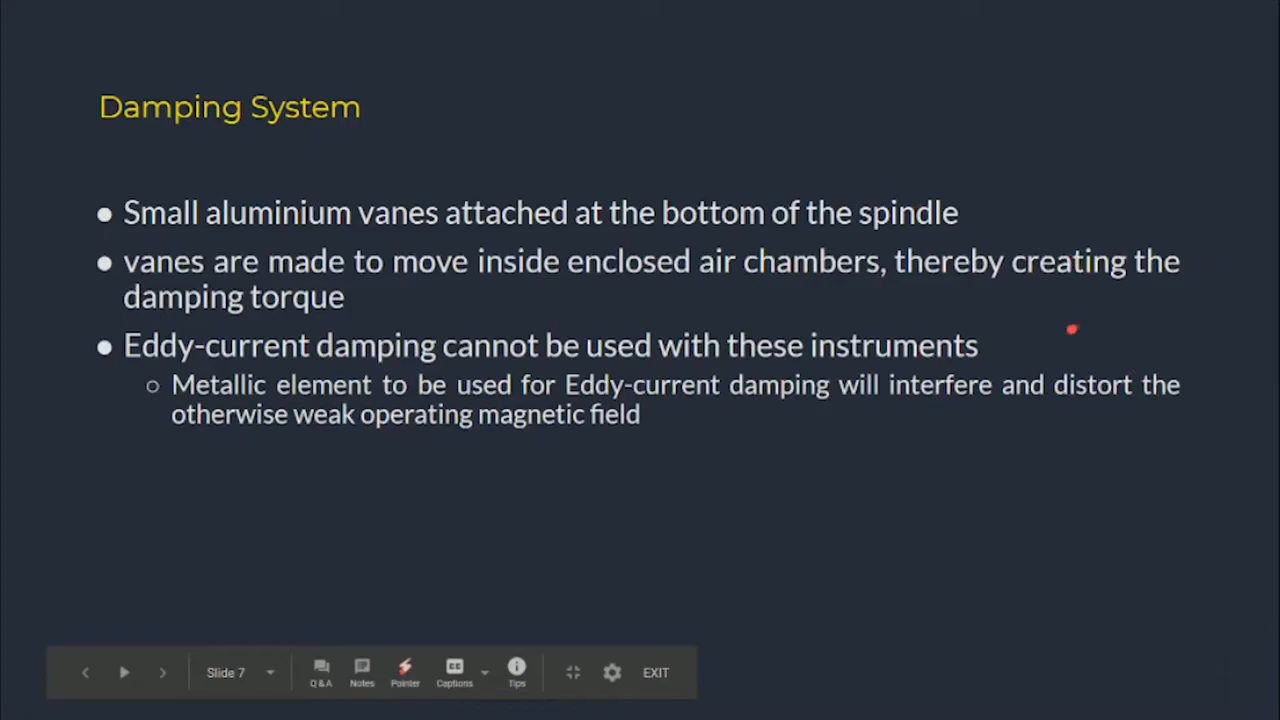 Damping System
● Small aluminium vanes attached at the bottom of the spindle
● vanes are made to move inside enclosed air chambers, thereby creating the
damping torque
● Eddy-current damping cannot be used with these instruments
○ Metallic element to be used for Eddy-current damping will interfere and distort the
otherwise weak operating magnetic field
Slide 7
Q&A
Notes
Pointer
CC
Captions
Tips
EXIT